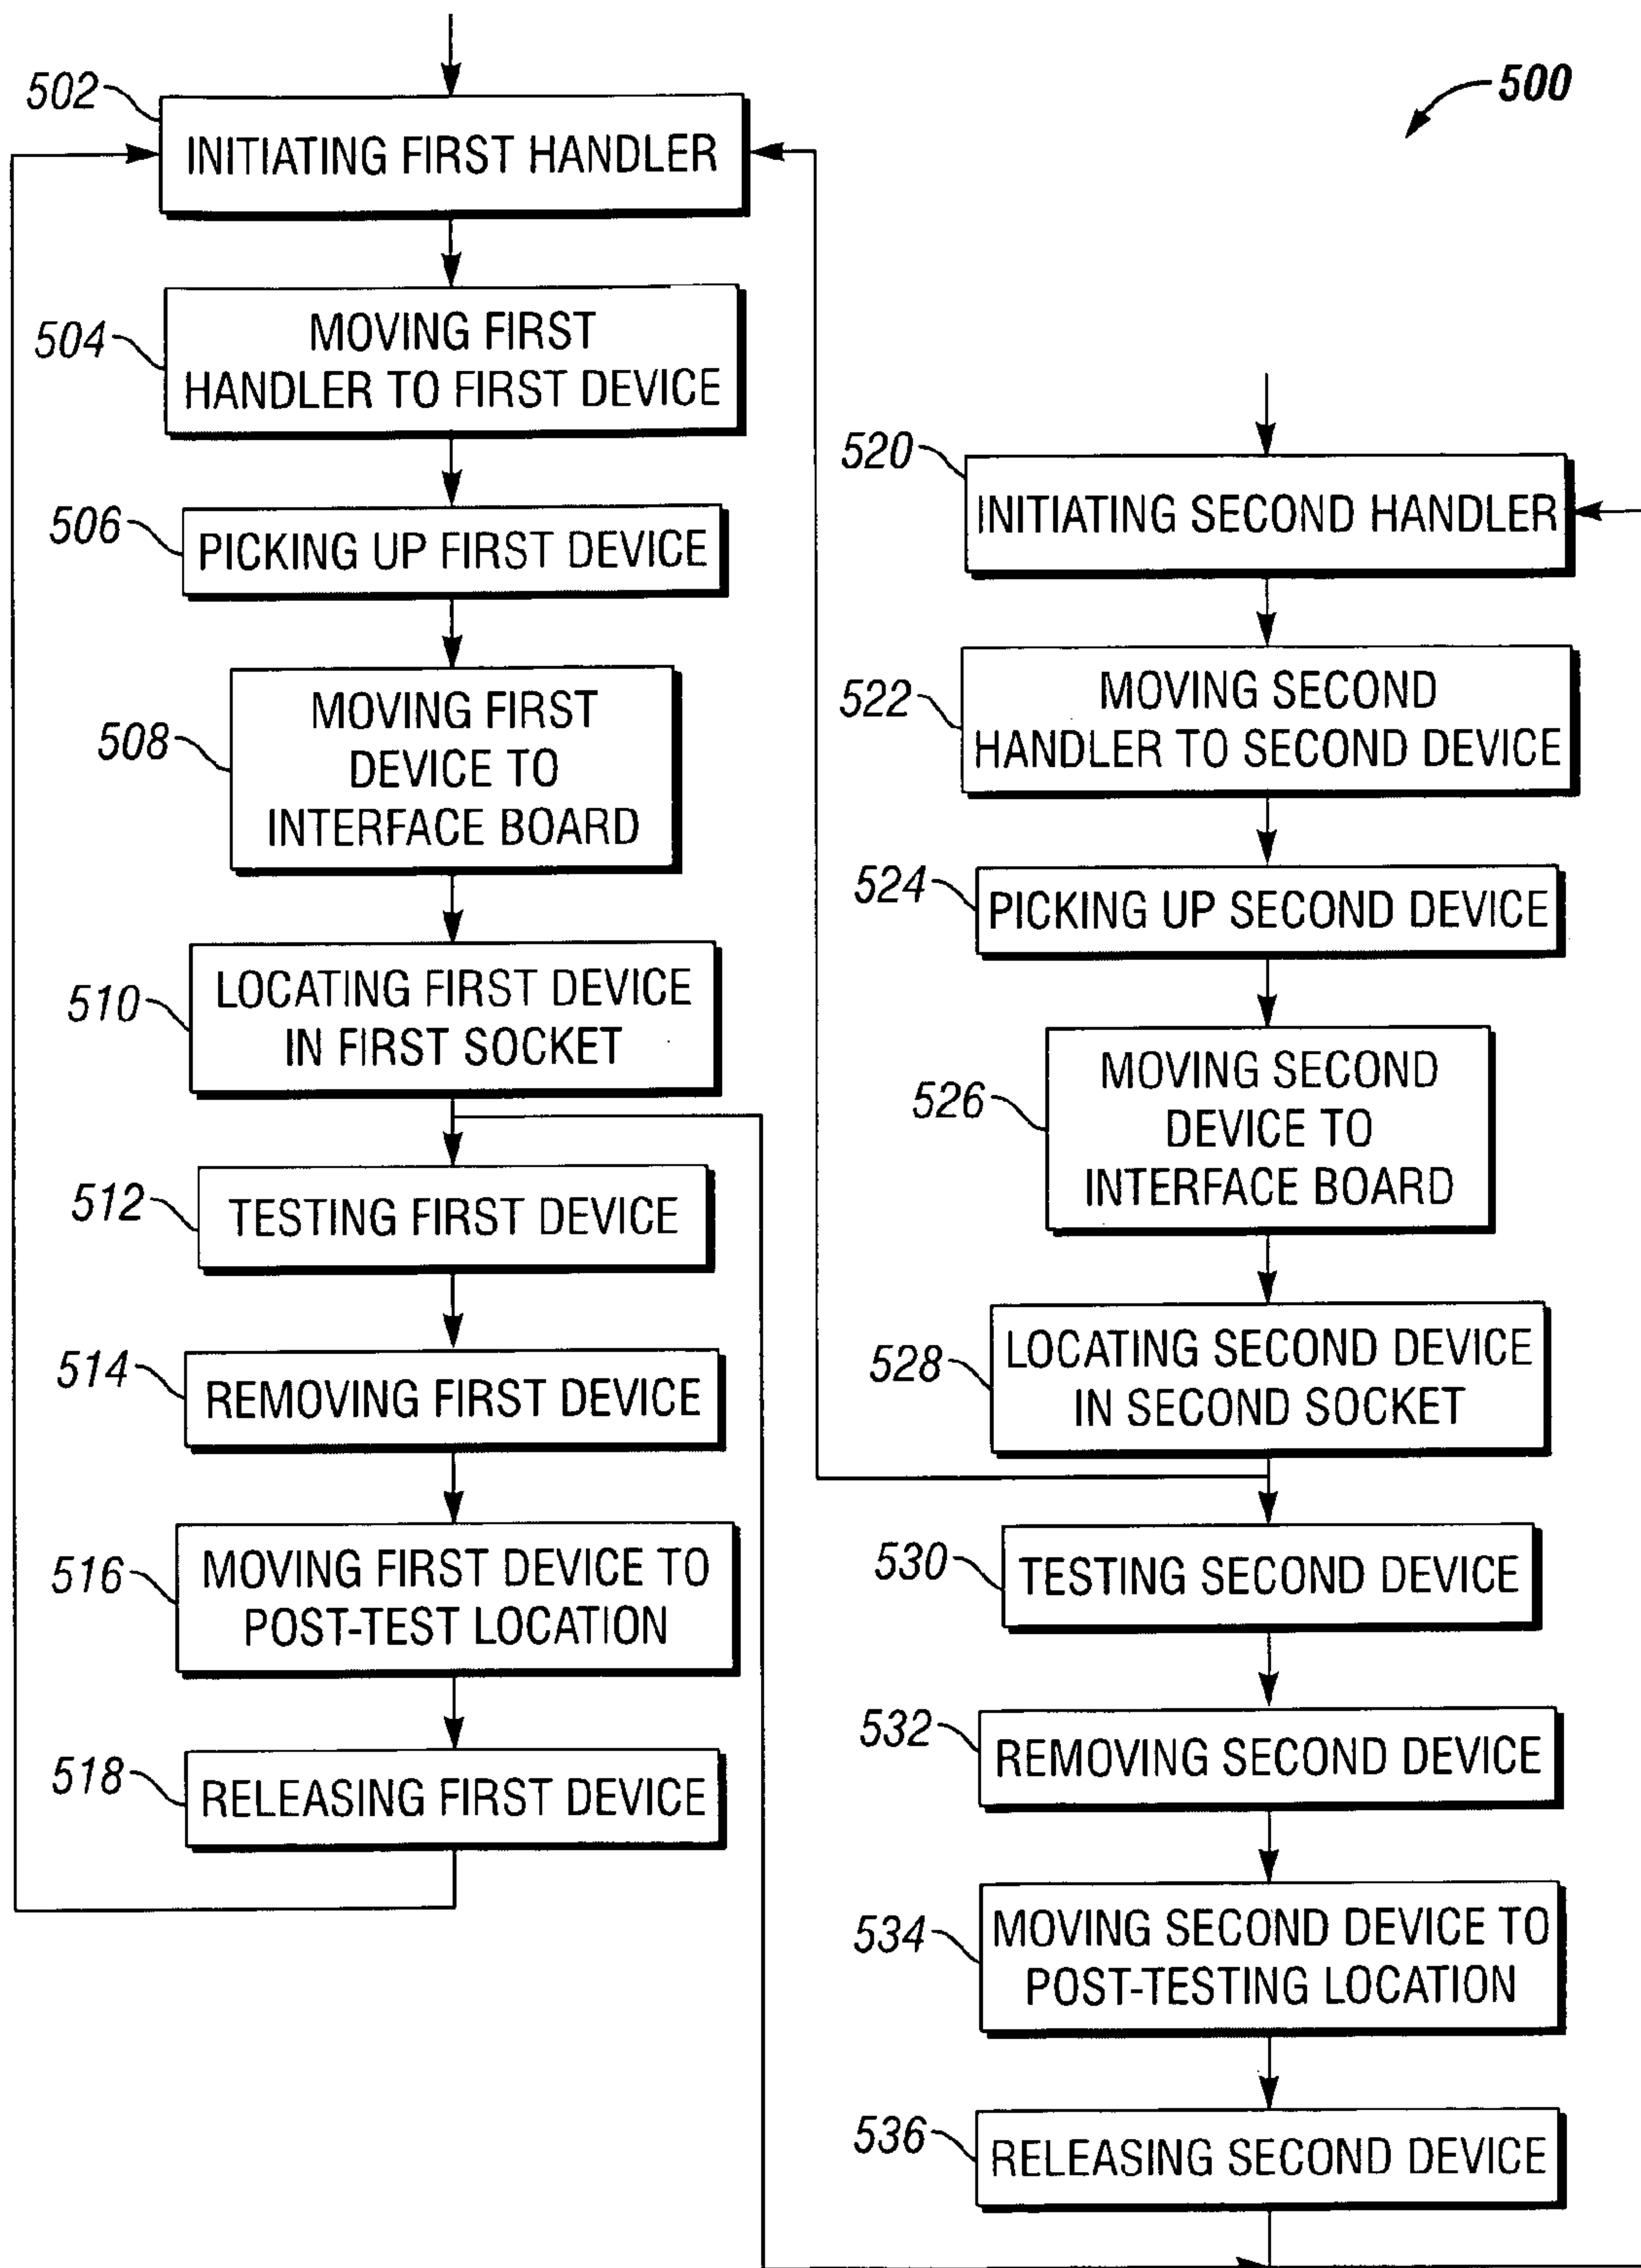 500
502
INITIATING FIRST HANDLER
504
MOVING FIRST
HANDLER TO FIRST DEVICE
506
PICKING UP FIRST DEVICE
508
MOVING FIRST
DEVICE TO
INTERFACE BOARD
510
LOCATING FIRST DEVICE
IN FIRST SOCKET
512
TESTING FIRST DEVICE
514
REMOVING FIRST DEVICE
516
MOVING FIRST DEVICE TO
POST-TEST LOCATION
518
RELEASING FIRST DEVICE
520
INITIATING SECOND HANDLER
522
MOVING SECOND
HANDLER TO SECOND DEVICE
524
PICKING UP SECOND DEVICE
526
MOVING SECOND
DEVICE TO
INTERFACE BOARD
528
LOCATING SECOND DEVICE
IN SECOND SOCKET
530
TESTING SECOND DEVICE
532
REMOVING SECOND DEVICE
534
MOVING SECOND DEVICE TO
POST-TESTING LOCATION
536
RELEASING SECOND DEVICE